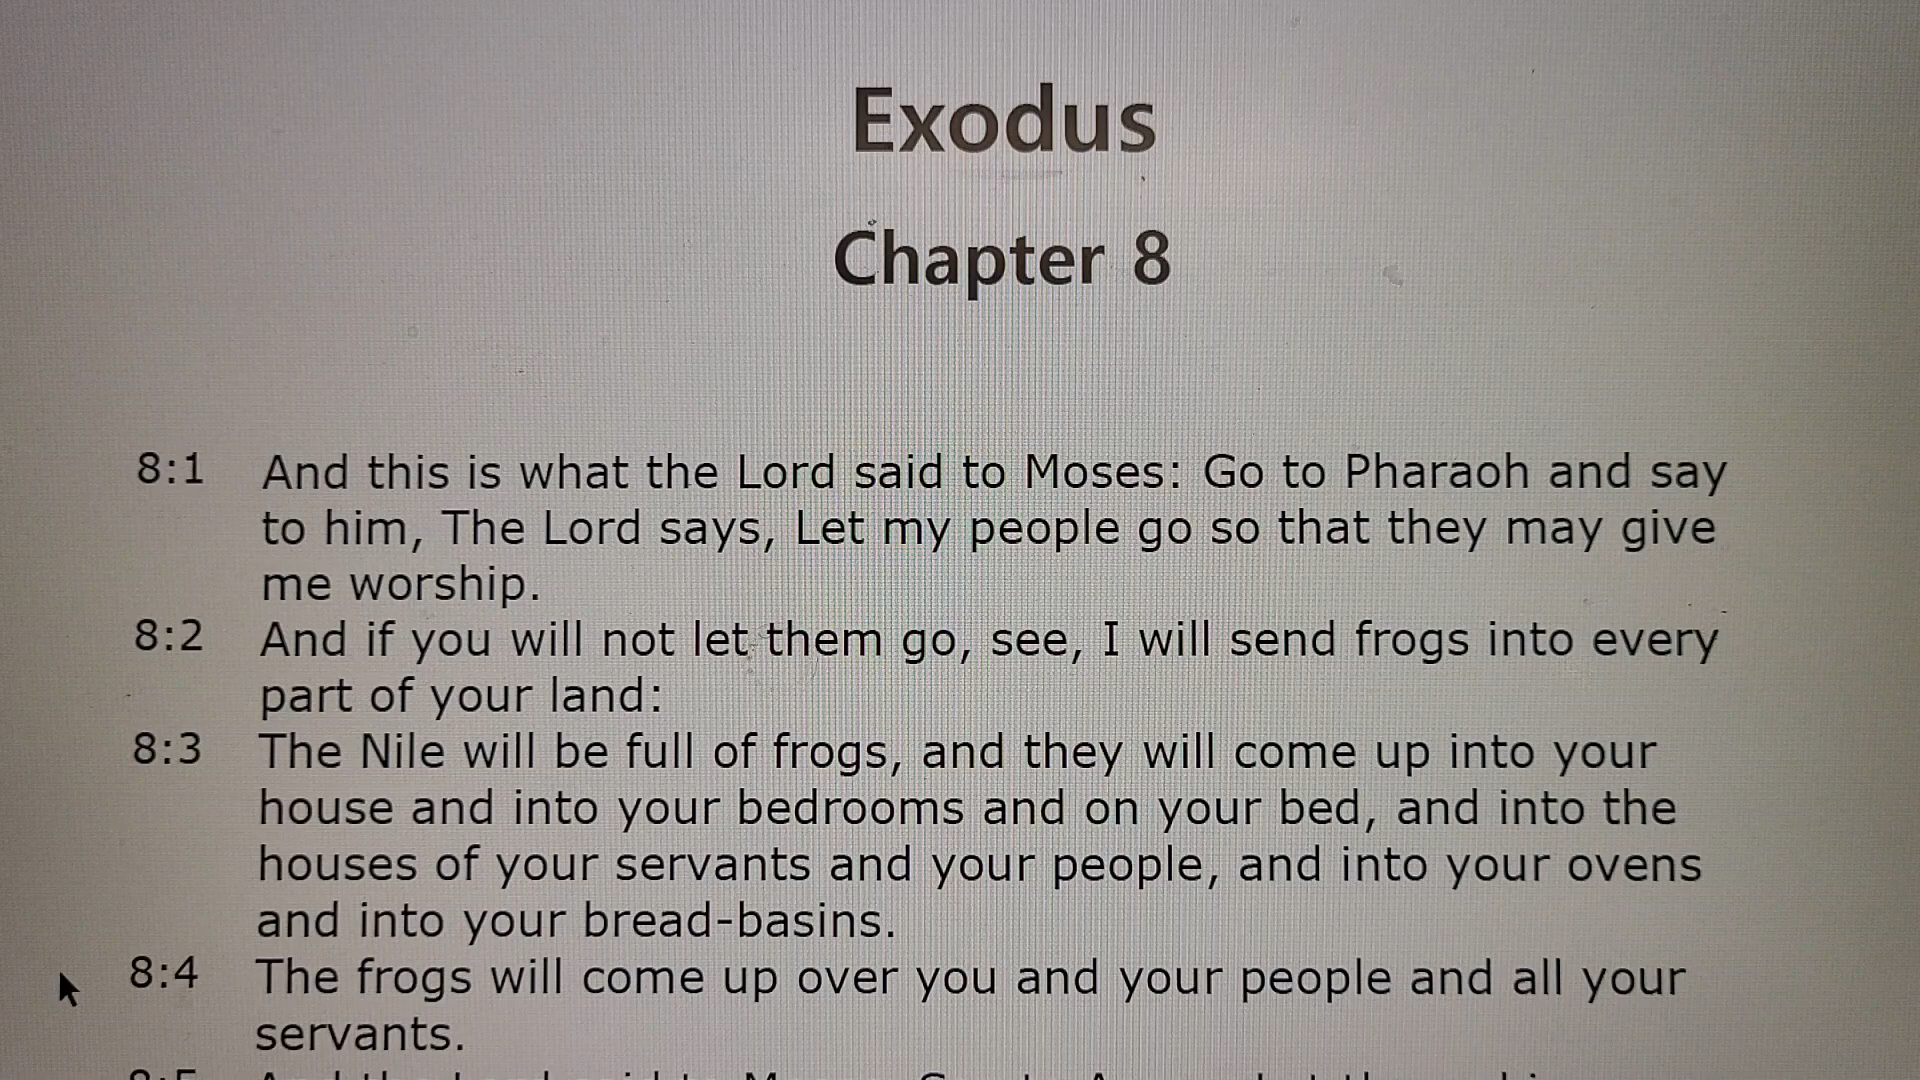 Exodus
Chapter 8
8:1 And this is what the Lord said to Moses: Go to Pharaoh and say
to him, The Lord says, Let my people go so that they may give
me worship.
8:2 And if you will not let them go, see, I will send frogs into every
part of your land:
8:3 The Nile will be full of frogs, and they will come up into your
house and into your bedrooms and on your bed, and into the
houses of your servants and your people, and into your ovens
and into your bread-basins.
8:4 The frogs will come up over you and your people and all your
servants.